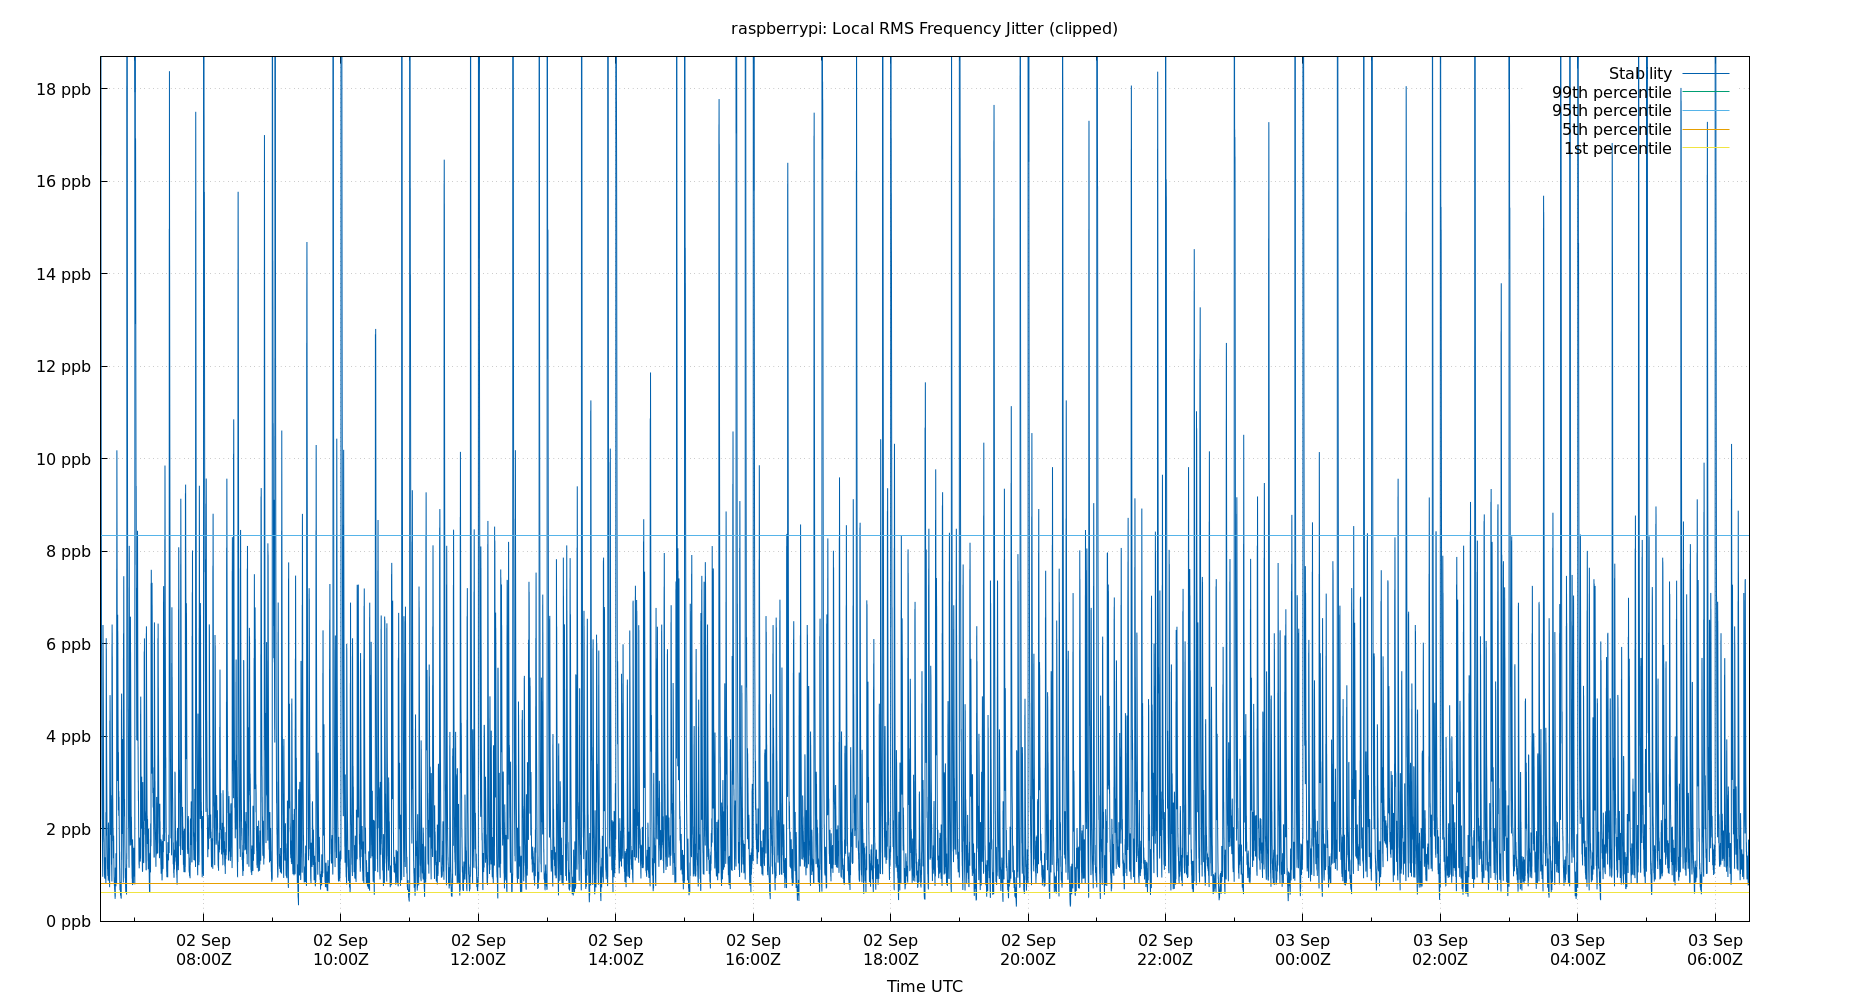 raspberrypi: Local RMS Frequency Jitter (clipped)
18 ppb
16 ppb
14 ppb
12 ppb
10 ppb
8 ppb
6 ppb
4 ppb
2 ppb
0 ppb
Stability
99th percentile
95th percentile
5th percentile
1st percentile
02 Sep 02 Sep 02 Sep 02 Sep 02 Sep 02 Sep 02 Sep 02 Sep 03 Sep 03 Sep 03 Sep 03 Sep
08:00Z 10:00Z 12:00Z 14:00Z 16:00Z 18:00Z 20:00Z 22:00Z 00:00Z 02:00Z 04:00Z 06:00Z
Time UTC